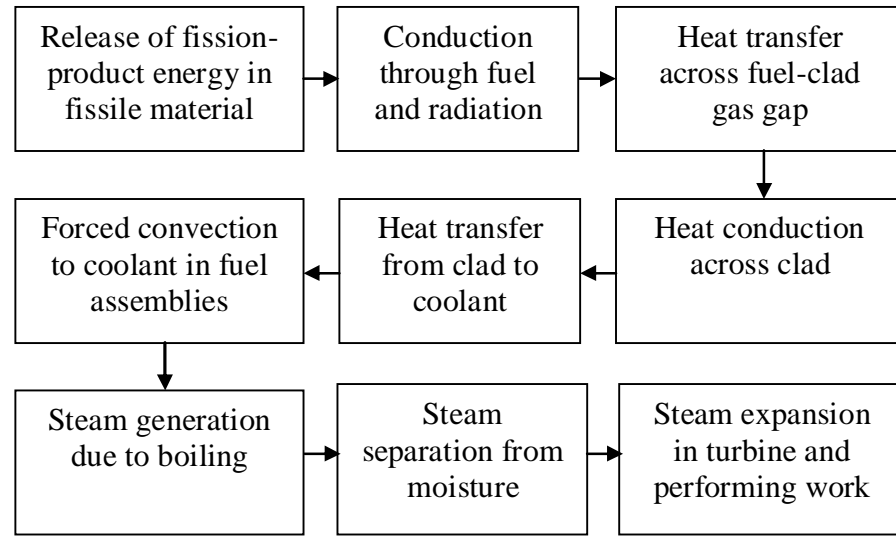 Release of fission-
product energy in
fissile material
Conduction
through fuel
and radiation
Heat transfer
across fuel-clad
gas gap
Heat conduction
across clad
Heat transfer
from clad to
coolant
Forced convection
to coolant in fuel
assemblies
Steam generation
due to boiling
Steam
separation from
moisture
Steam expansion
in turbine and
performing work